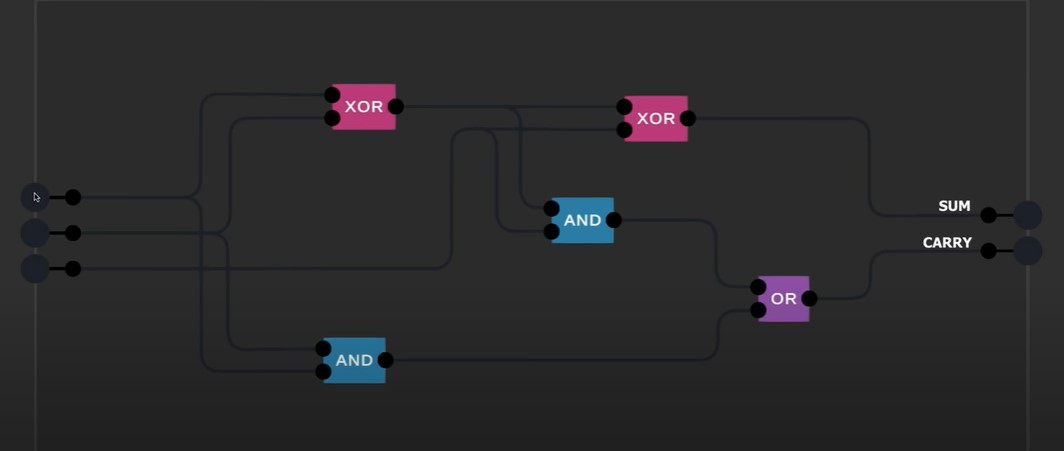 XOR
XOR
SUM
AND
CARRY
OR
AND